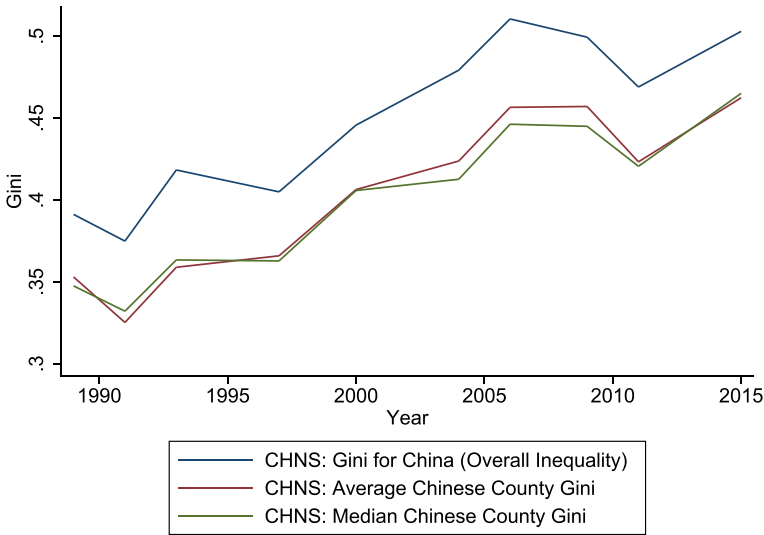 .5
.45
.4
.35
.3
Gini
1990 1995 2000 2005 2010 2015
Year
CHNS: Gini for China (Overall Inequality)
CHNS: Average Chinese County Gini
CHNS: Median Chinese County Gini